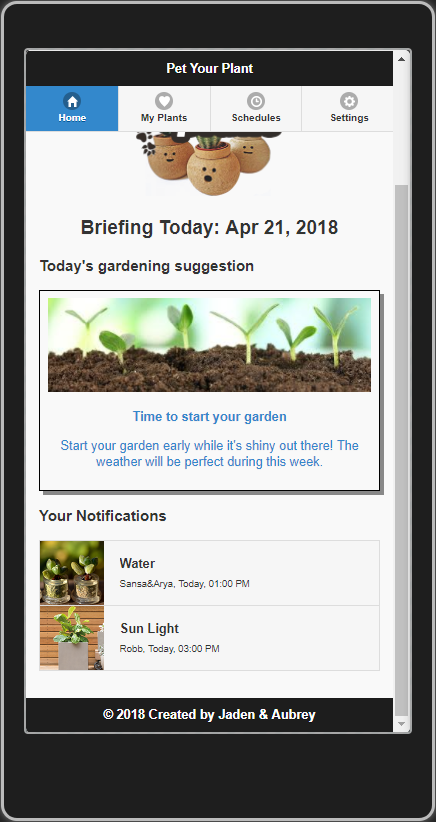 Pet Your Plant
Home
My Plants
Schedules
Settings
Briefing Today: Apr 21, 2018
Today's gardening suggestion
Time to start your garden
Start your garden early while it's shiny out there! The
weather will be perfect during this week.
Your Notifications
Water
Sansa&Arya, Today, 01:00 PM
Sun Light
Robb, Today, 03:00 PM
© 2018 Created by Jaden & Aubrey